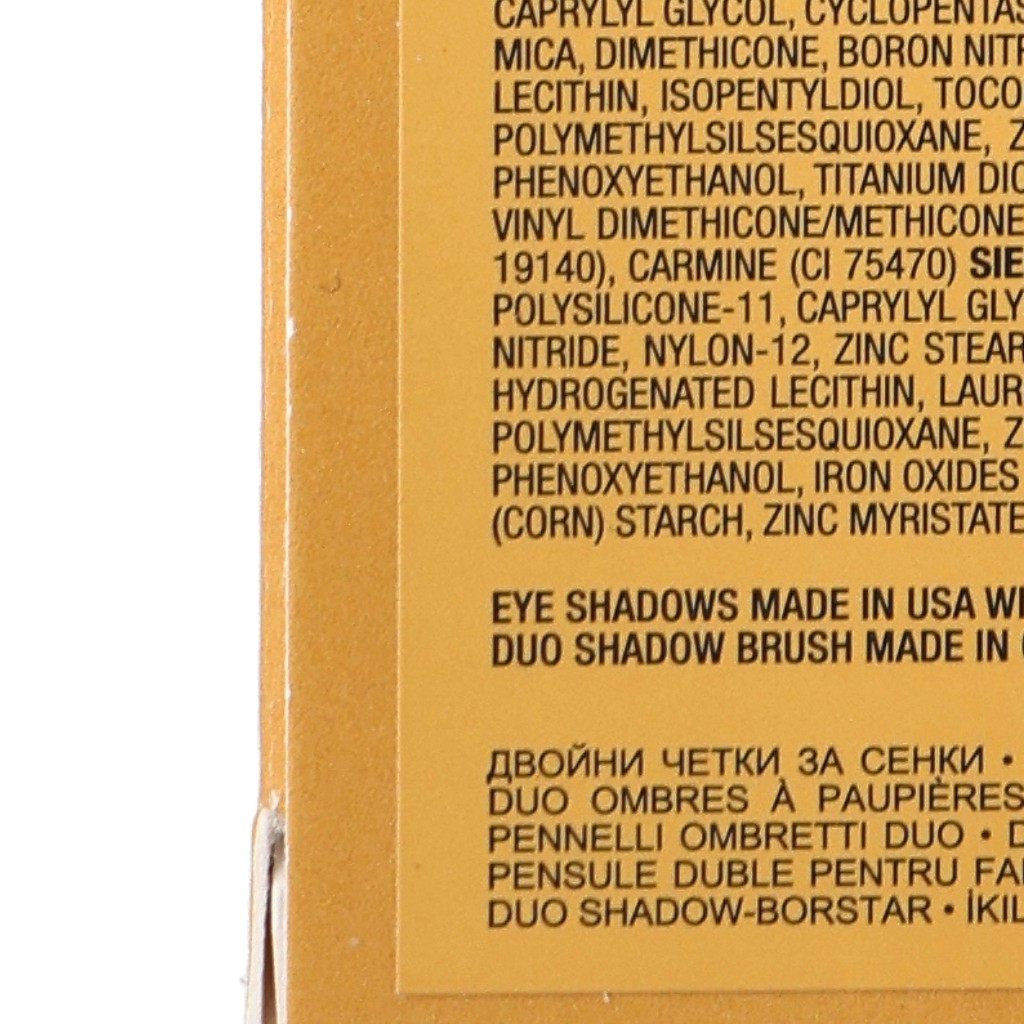 CAPRYLYL GLYCOL, CYCLOPENTAS
MICA, DIMETHICONE, BORON NITR
LECITHIN, ISOPENTYLDIOL, TOCO
POLYMETHYLSILSESQUIOXANE, Z
PHENOXYETHANOL, TITANIUM DIO
VINYL DIMETHICONE/METHICONE
19140), CARMINE (CI 75470) SIE
POLYSILICONE-11, CAPRYLYL GLY
NITRIDE, NYLON-12, ZINC STEAR
HYDROGENATED LECITHIN, LAUR
POLYMETHYLSILSESQUIOXANE, Z
PHENOXYETHANOL, IRON OXIDES
(CORN) STARCH, ZINC MYRISTATE
EYE SHADOWS MADE IN USA WI
DUO SHADOW BRUSH MADE IN
ДВОЙНИ ЧЕТКИ ЗА СЕНКИ •
DUO OMBRES À PAUPIÈRES
PENNELLI OMBRETTI DUO • D
PENSULE DUBLE PENTRU FA
DUO SHADOW-BORSTAR • İKİL